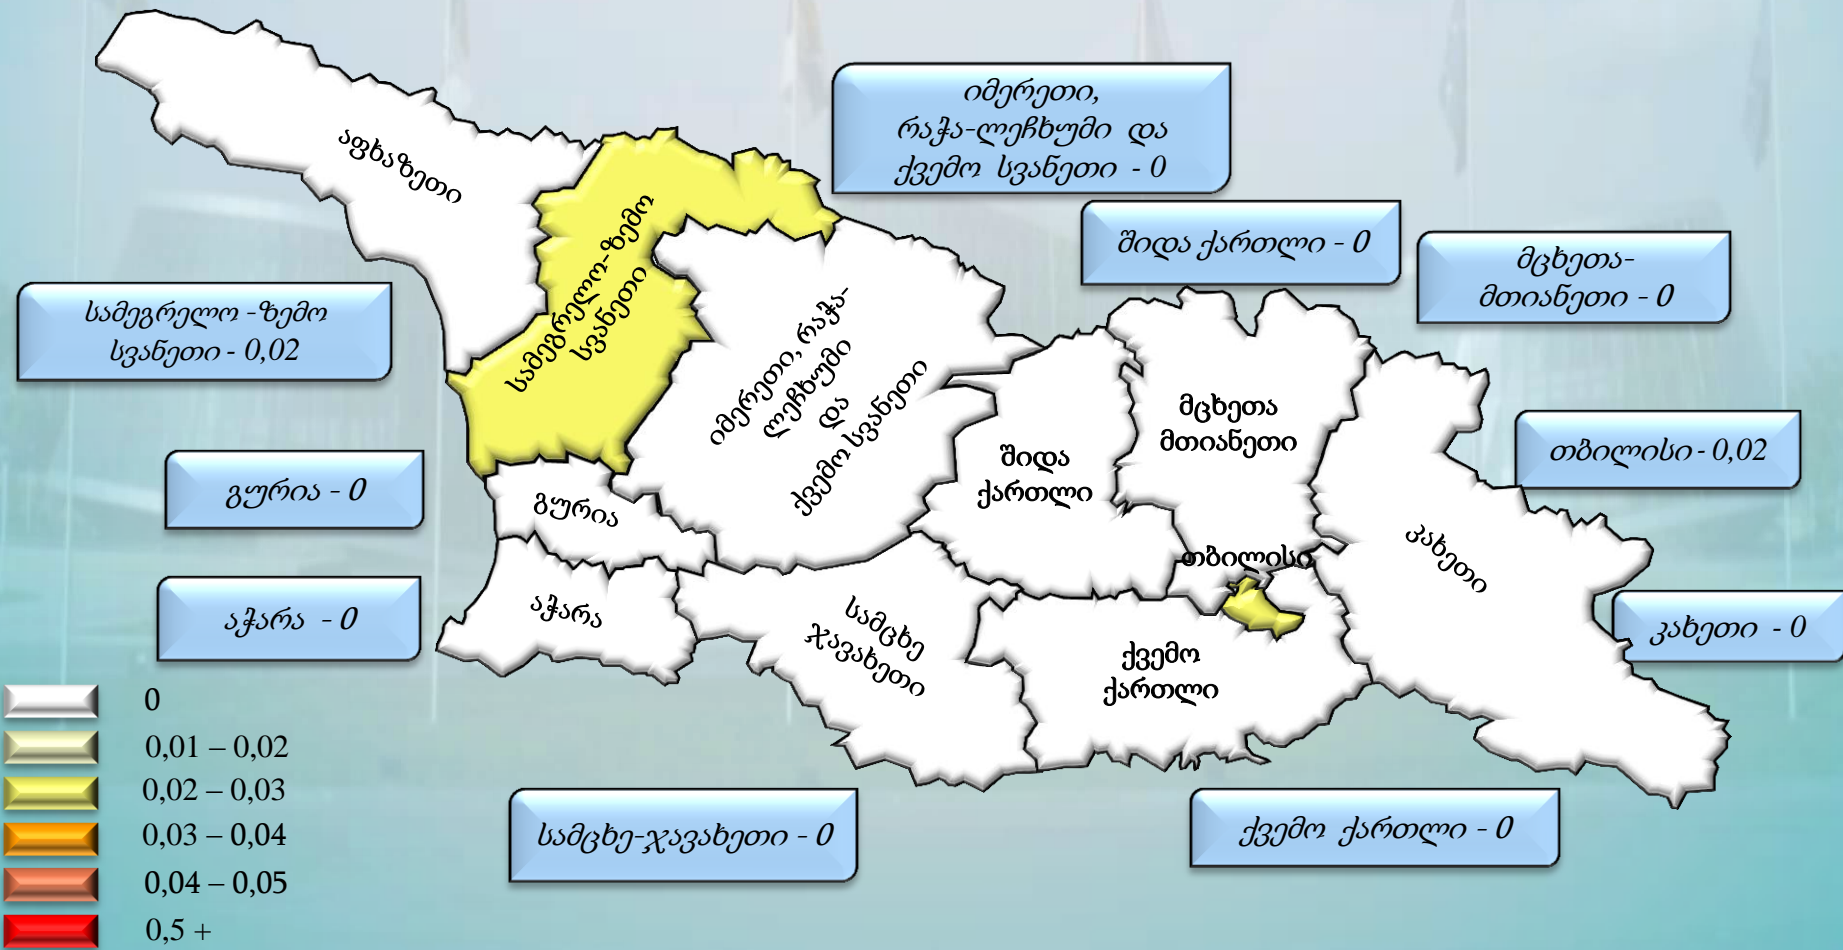 იმერეთი,
რაჭა-ლეჩხუმი და
ქვემო სვანეთი - 0
შიდა ქართლი - 0
მცხეთა-
მთიანეთი - 0
სამეგრელო -ზემო
სვანეთი - 0,02
თბილისი - 0,02
გურია - 0
აჭარა - 0
კახეთი - 0
სამცხე-ჯავახეთი - 0
ქვემო ქართლი - 0
აფხაზეთი
სამეგრელო-ზემო
სვანეთი
იმერეთი, რაჭა-
ლეჩხუმი
და
ქვემო სვანეთი
შიდა
ქართლი
მცხეთა
მთიანეთი
გურია
აჭარა
სამცხე
ჯავახეთი
თბილისი
ქვემო
ქართლი
კახეთი
0
0,01 – 0,02
0,02 – 0,03
0,03 – 0,04
0,04 – 0,05
0,5 +